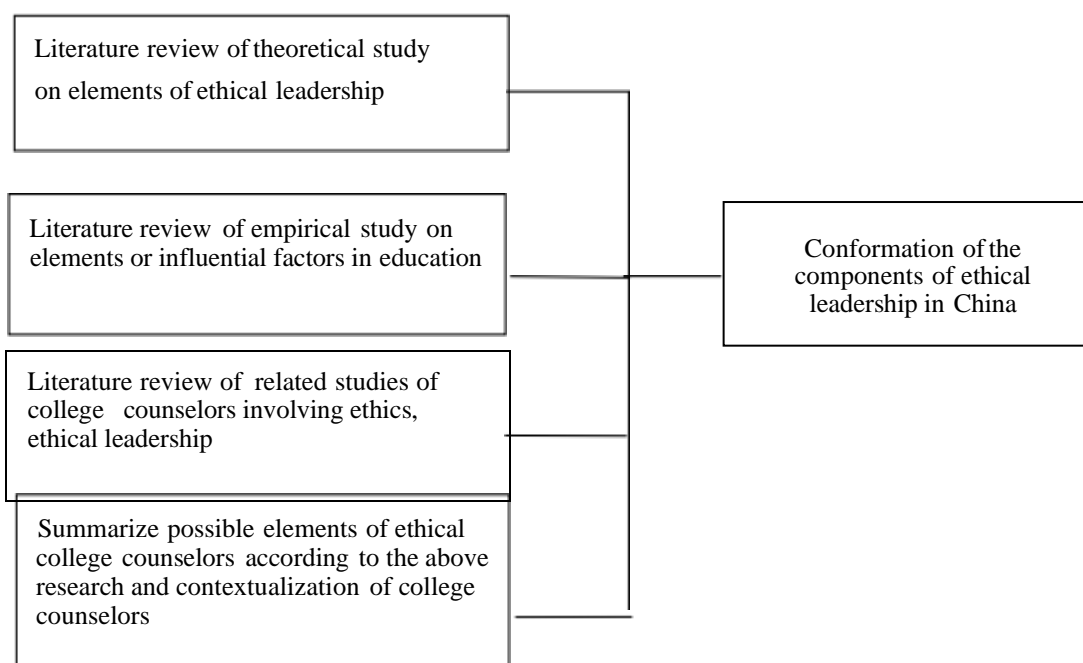 Literature review of theoretical study
on elements of ethical leadership
Literature review of empirical study on
elements or influential factors in education
Conformation of the
components of ethical
leadership in China
Literature review of related studies of
college counselors involving ethics,
ethical leadership
Summarize possible elements of ethical
college counselors according to the above
research and contextualization of college
counselors